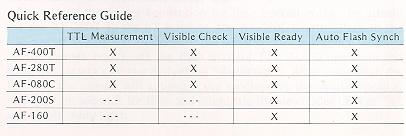 Quick Reference Guide
TTL Measurement Visible Check Visible Ready Auto Flash Synch
AF-400T X X X X
AF-280T X X X X
AF-080C X X X X
AF-200S --- --- X X
AF-160 --- --- X X